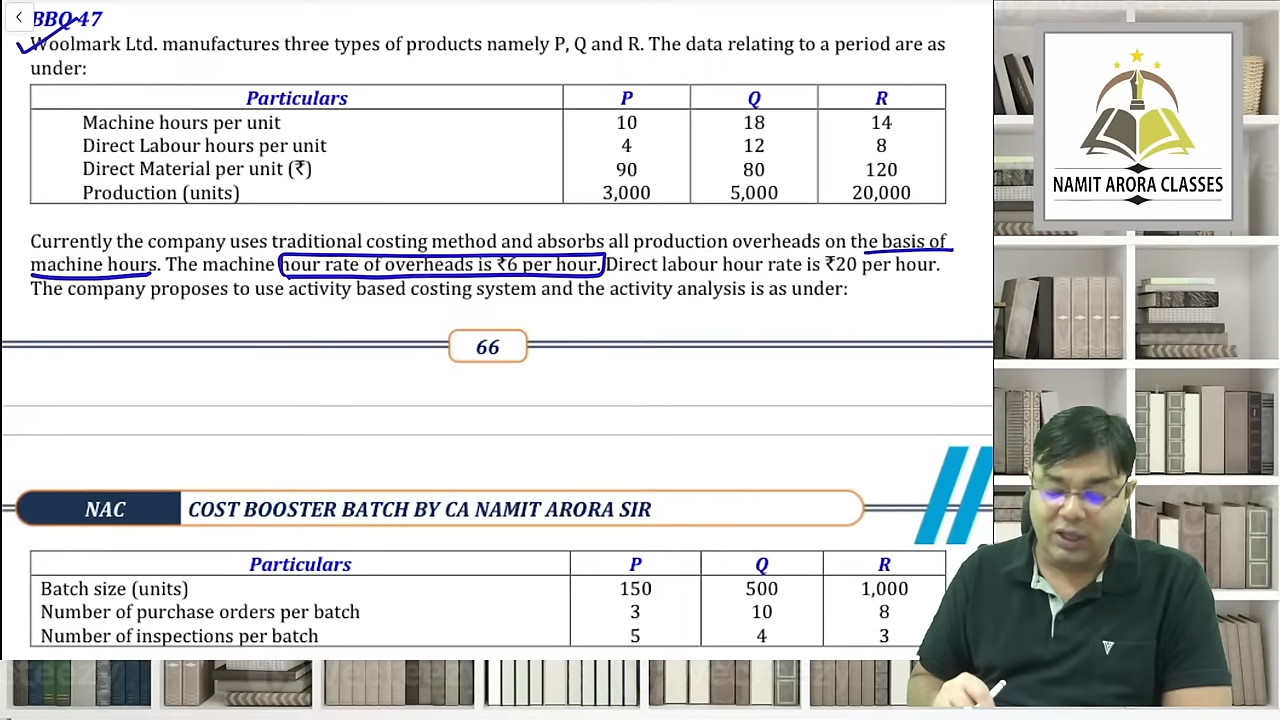 BBQ 47
Woolmark Ltd. manufactures three types of products namely P, Q and R. The data relating to a period are as
under:
Particulars P Q R
Machine hours per unit 10 18 14
Direct Labour hours per unit 4 12 8
Direct Material per unit (₹) 90 80 120
Production (units) 3,000 5,000 20,000
Currently the company uses traditional costing method and absorbs all production overheads on the basis of
machine hours. The machine hour rate of overheads is ₹6 per hour. Direct labour hour rate is ₹20 per hour.
The company proposes to use activity based costing system and the activity analysis is as under:
66
NAC COST BOOSTER BATCH BY CA NAMIT ARORA SIR
Particulars P Q R
Batch size (units) 150 500 1,000
Number of purchase orders per batch 3 10 8
Number of inspections per batch 5 4 3
NAMIT ARORA CLASSES